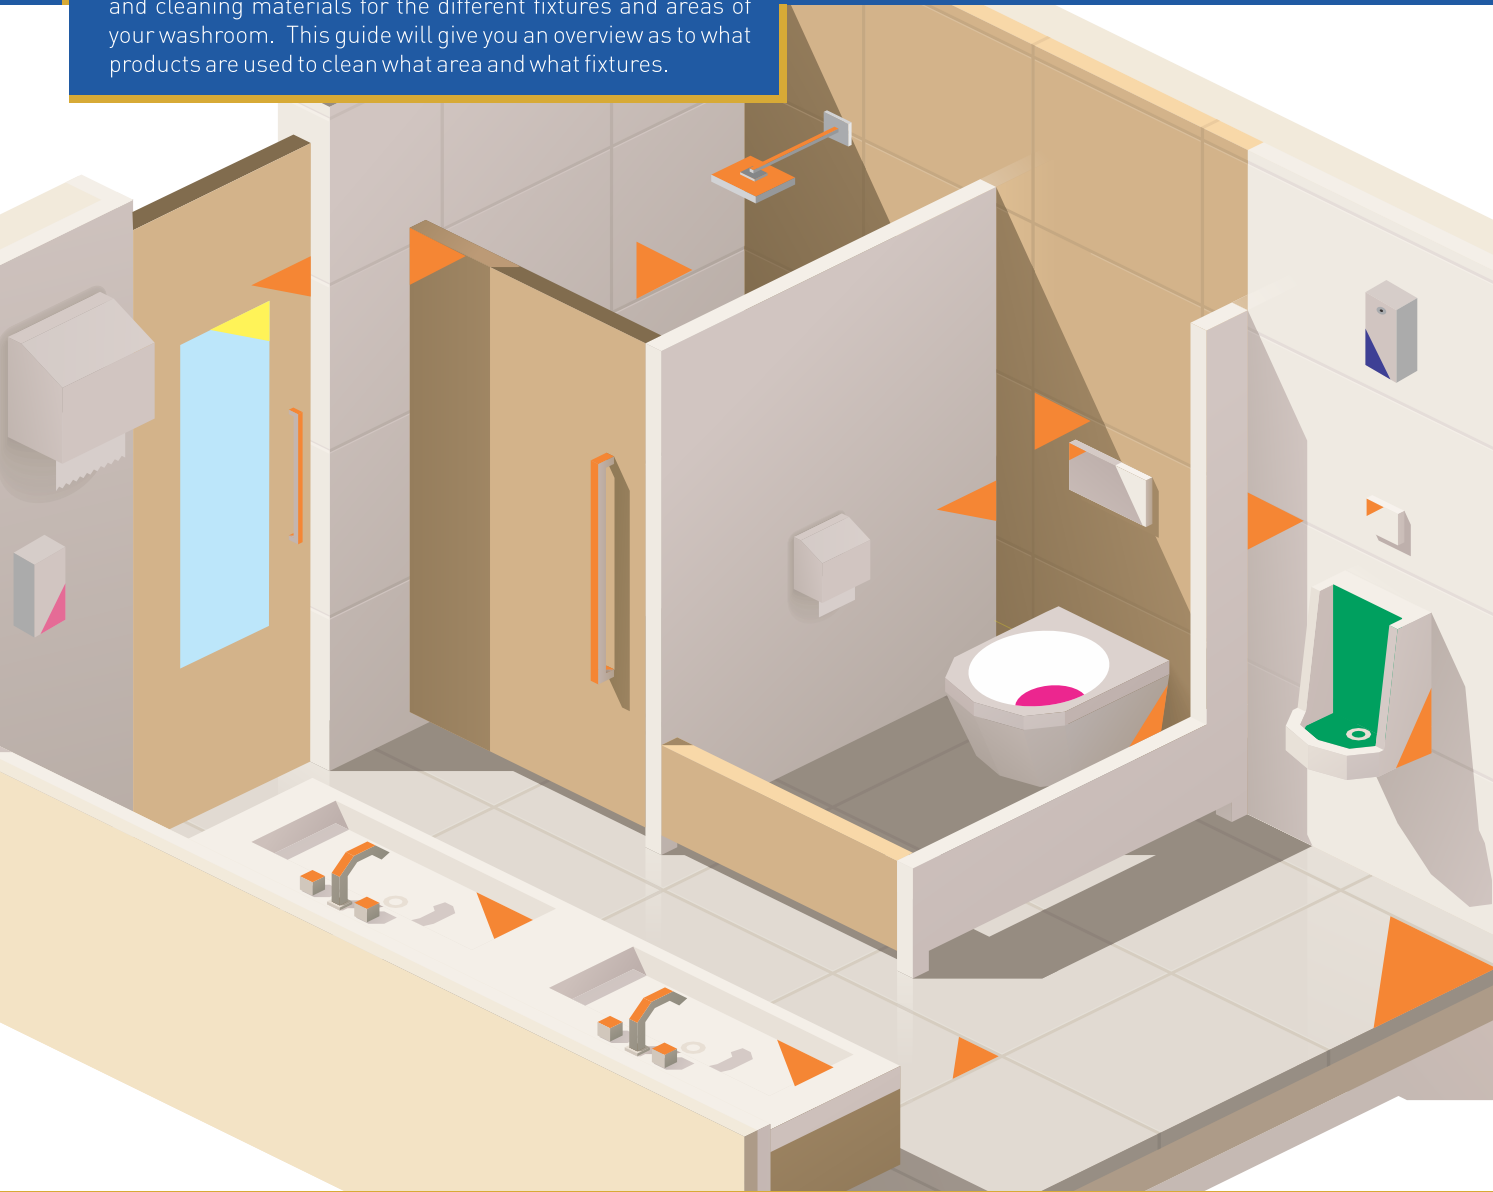 and cleaning materials for the different fixtures and areas of
your washroom. This guide will give you an overview as to what
products are used to clean what area and what fixtures.